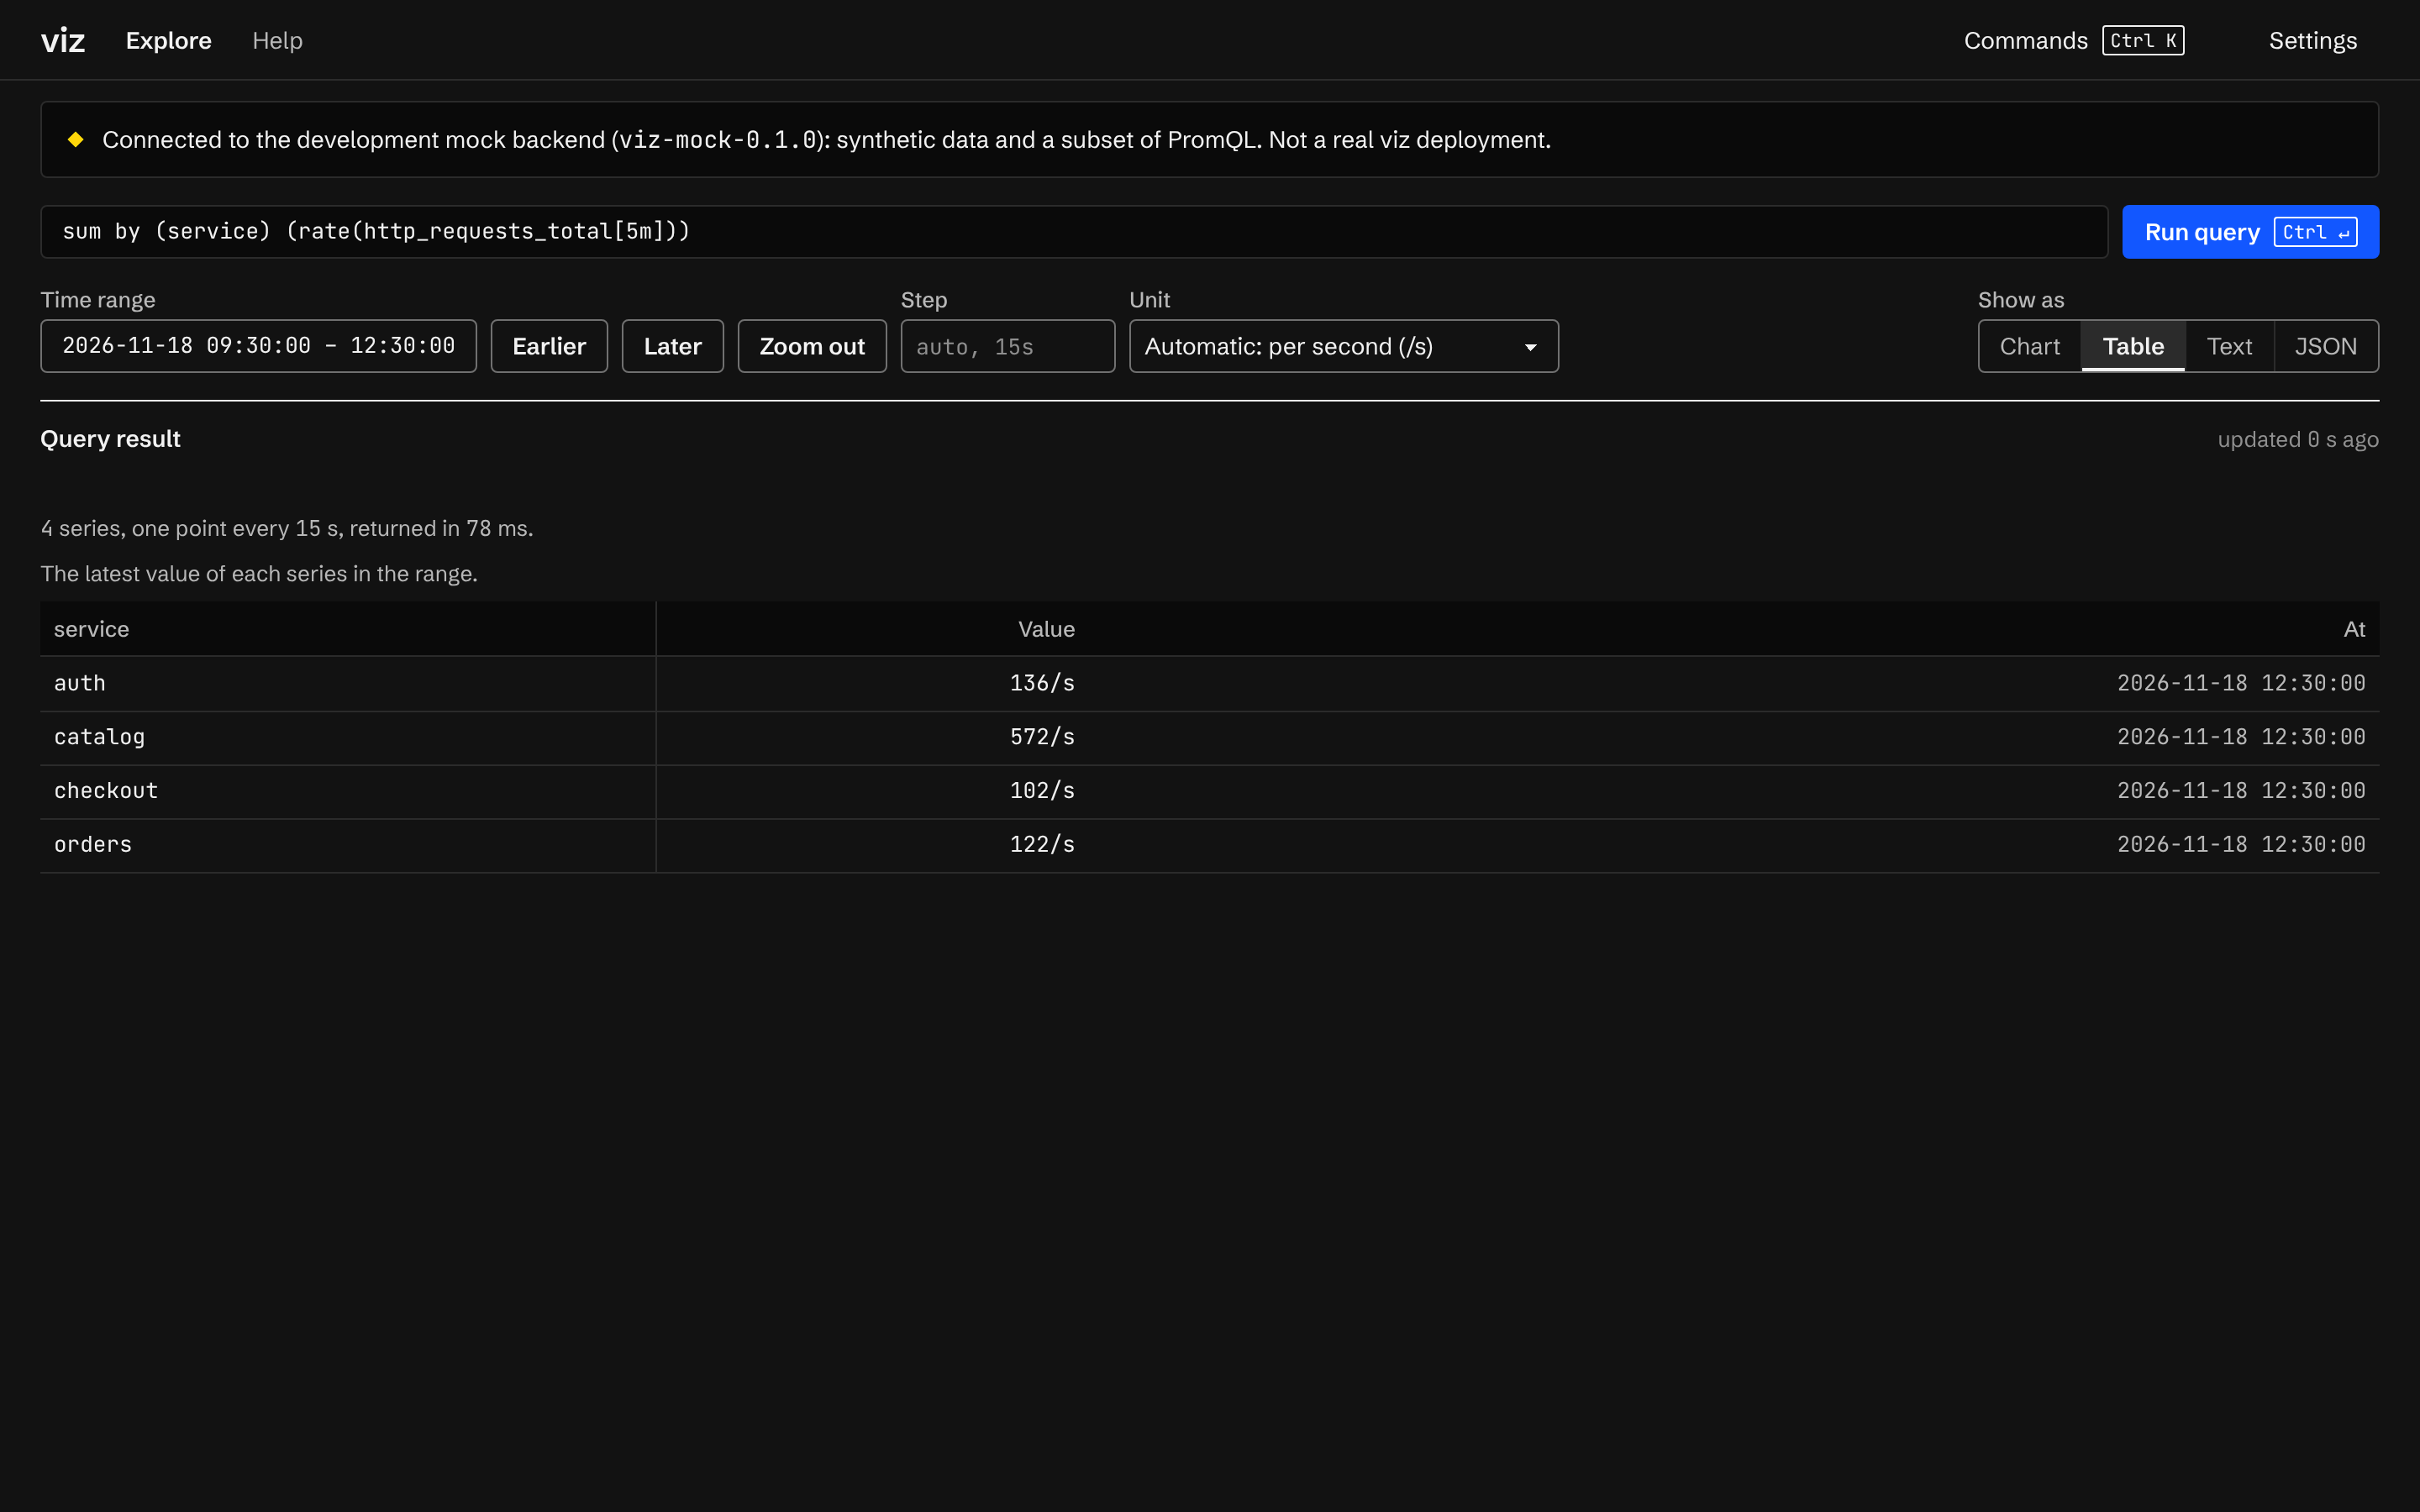 viz Explore Help Commands Ctrl K Settings
Connected to the development mock backend (viz-mock-0.1.0): synthetic data and a subset of PromQL. Not a real viz deployment.
sum by (service) (rate(http_requests_total[5m])) Run query Ctrl ↵
Time range Step Unit Show as
2026-11-18 09:30:00 – 12:30:00 Earlier Later Zoom out auto, 15s Automatic: per second (/s) Chart Table Text JSON
Query result updated 0 s ago
4 series, one point every 15 s, returned in 78 ms.
The latest value of each series in the range.
service Value At
auth 136/s 2026-11-18 12:30:00
catalog 572/s 2026-11-18 12:30:00
checkout 102/s 2026-11-18 12:30:00
orders 122/s 2026-11-18 12:30:00